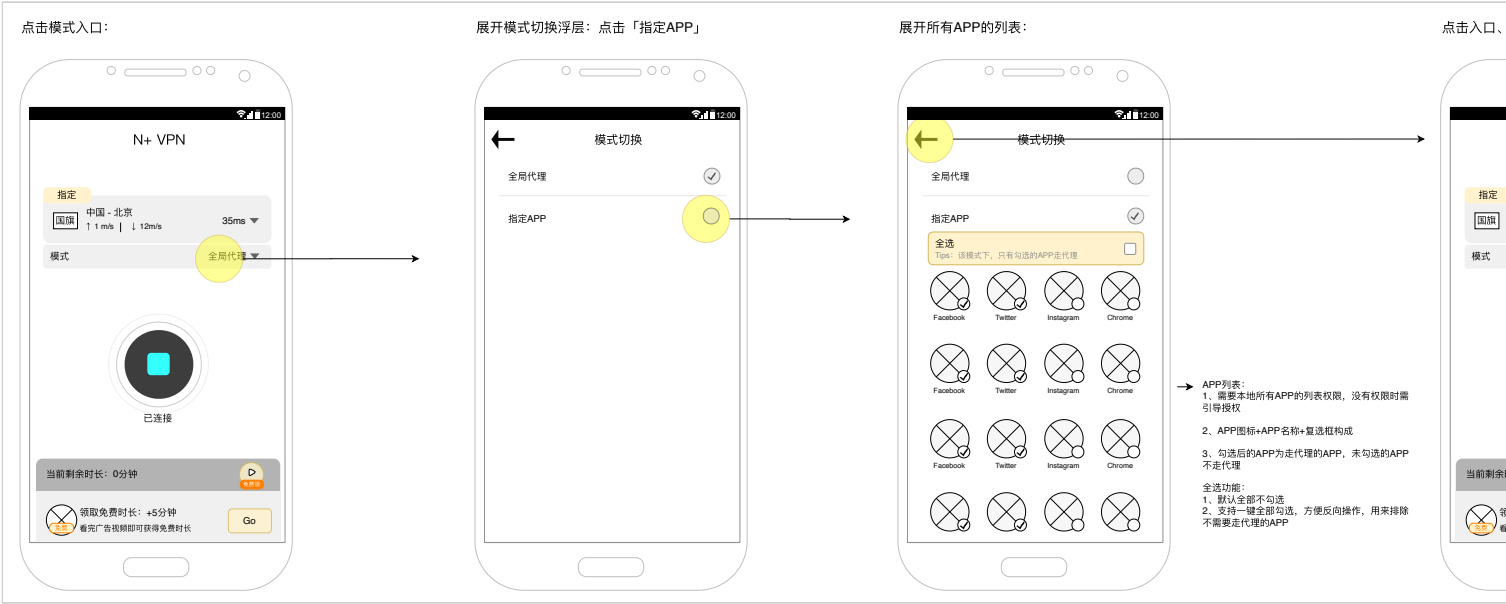 点击模式入口：
12:00
N+ VPN
指定
国旗
中国 - 北京
↑ 1 m/s | ↓ 12m/s
35ms
模式
全局代理
已连接
当前剩余时长：0分钟
免费领
免费
领取免费时长：+5分钟
看完广告视频即可获得免费时长
Go
展开模式切换浮层：点击「指定APP」
12:00
模式切换
全局代理
指定APP
展开所有APP的列表：
12:00
模式切换
全局代理
指定APP
全选
Tips：该模式下，只有勾选的APP走代理
Facebook Twitter Instagram Chrome
Facebook Twitter Instagram Chrome
Facebook Twitter Instagram Chrome
APP列表：
1、需要本地所有APP的列表权限，没有权限时需
引导授权
2、APP图标+APP名称+复选框构成
3、勾选后的APP为走代理的APP，未勾选的APP
不走代理
全选功能：
1、默认全部不勾选
2、支持一键全部勾选，方便反向操作，用来排除
不需要走代理的APP
点击入口、
指定
国旗
模式
当前剩余
免费